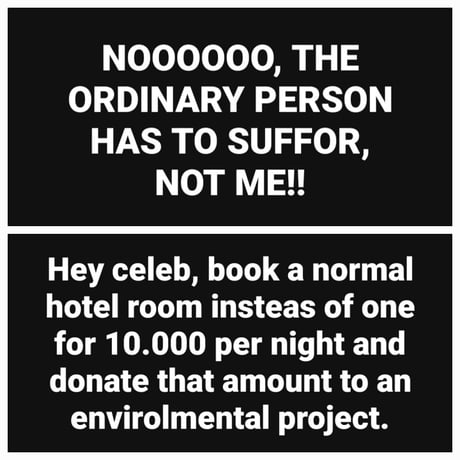 NOOOOOO, THE
ORDINARY PERSON
HAS TO SUFFOR,
NOT ME!!
Hey celeb, book a normal
hotel room insteas of one
for 10.000 per night and
donate that amount to an
envirolmental project.